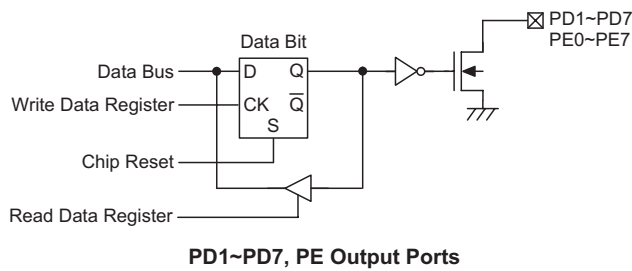 PD1~PD7
PE0~PE7
Data Bit
Data Bus
D
Q
Write Data Register
CK
Q̅
S
Chip Reset
Read Data Register
PD1~PD7, PE Output Ports